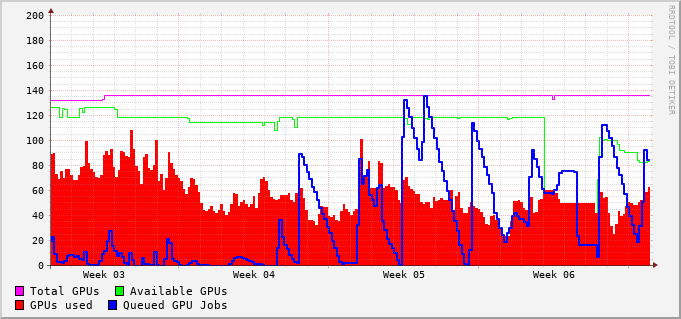 200
180
160
140
120
100
80
60
40
20
0
Week 03 Week 04 Week 05 Week 06
Total GPUs Available GPUs
GPUs used Queued GPU Jobs
RRDTOOL / TOBI OETIKER